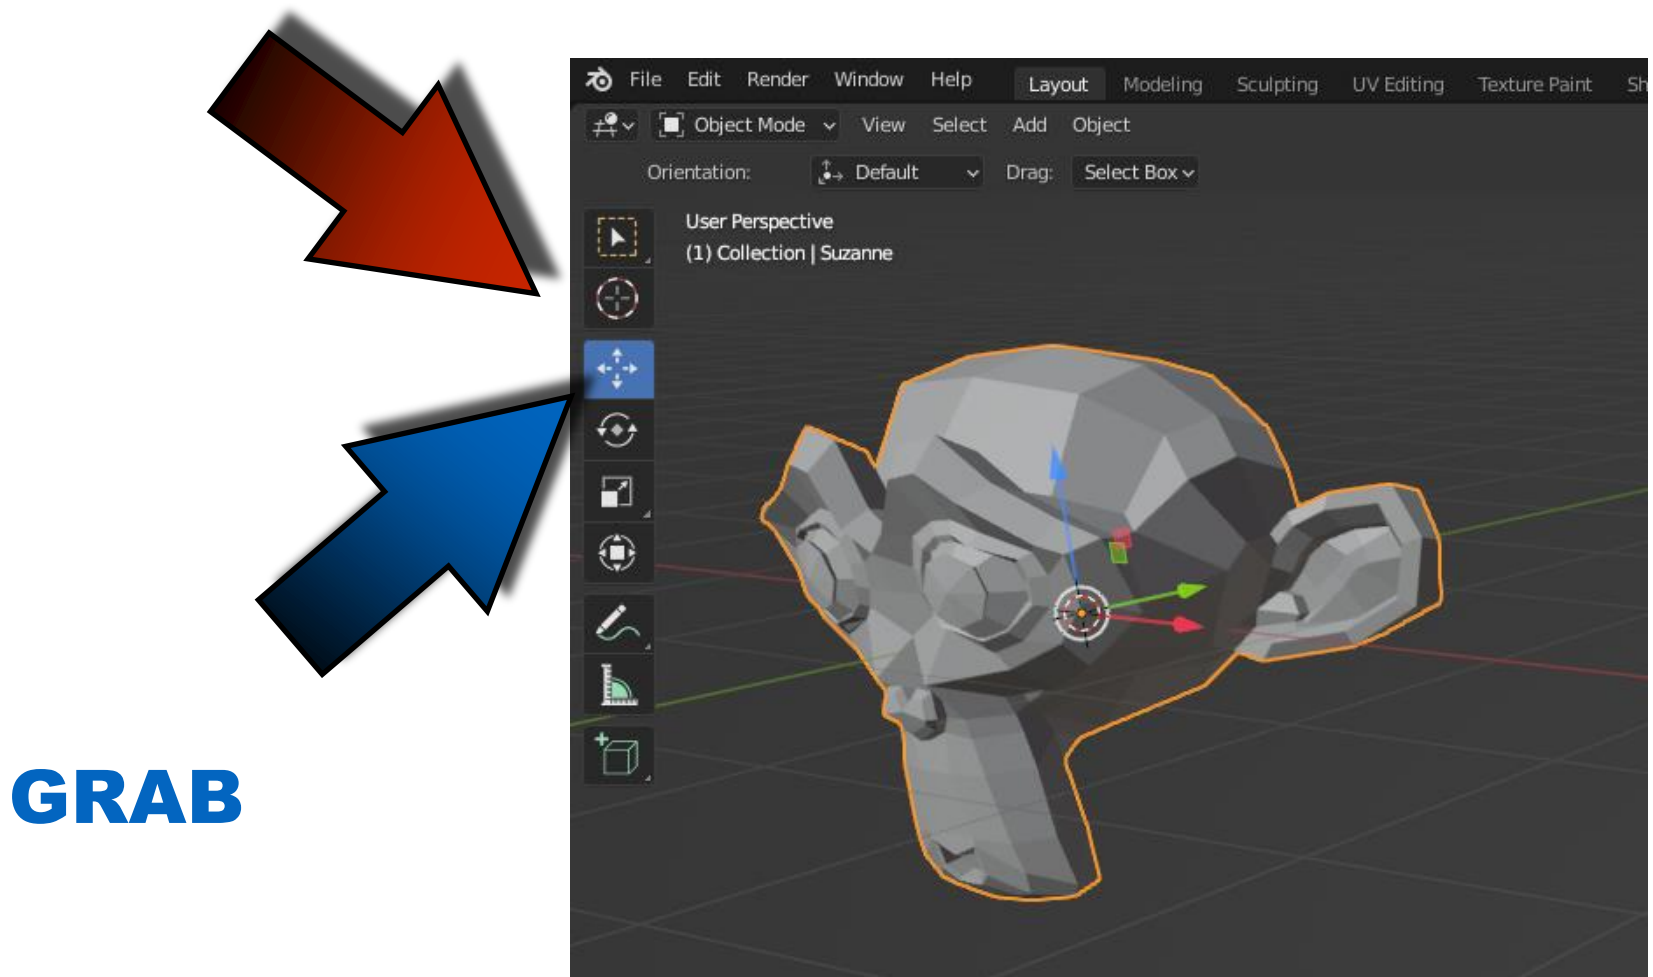 File Edit Render Window Help Layout Modeling Sculpting UV Editing Texture Paint Sh
Object Mode View Select Add Object
Orientation: Default Drag: Select Box
User Perspective
(1) Collection | Suzanne
GRAB